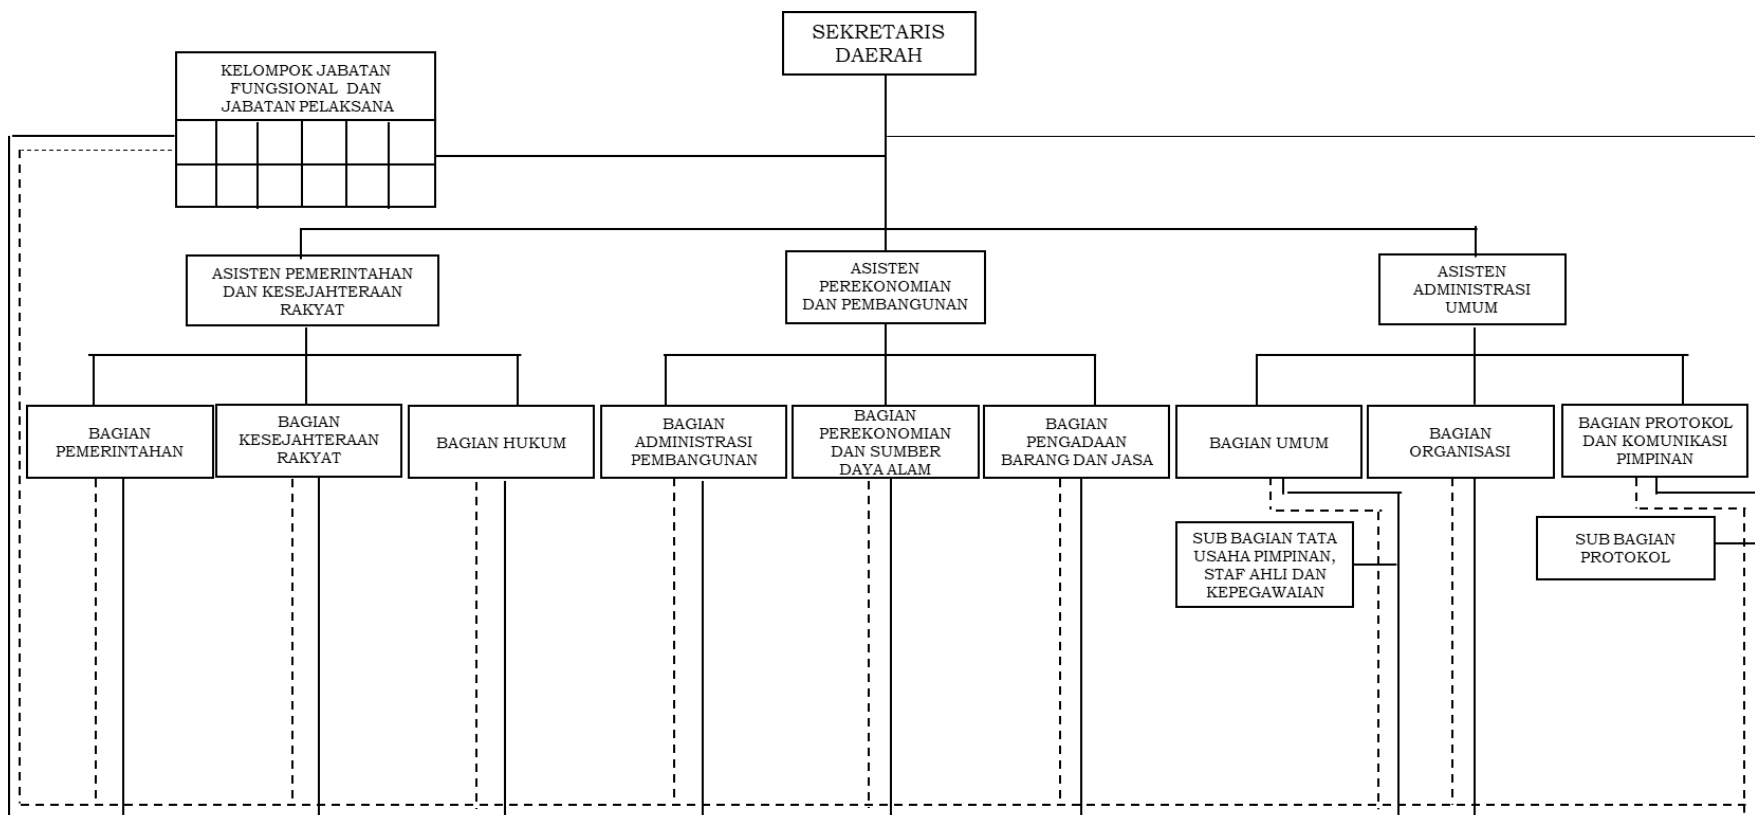 SEKRETARIS
DAERAH
KELOMPOK JABATAN
FUNGSIONAL DAN
JABATAN PELAKSANA
ASISTEN PEMERINTAHAN
DAN KESEJAHTERAAN
RAKYAT
ASISTEN
PEREKONOMIAN
DAN PEMBANGUNAN
ASISTEN
ADMINISTRASI
UMUM
BAGIAN
PEMERINTAHAN
BAGIAN
KESEJAHTERAAN
RAKYAT
BAGIAN HUKUM
BAGIAN
ADMINISTRASI
PEMBANGUNAN
BAGIAN
PEREKONOMIAN
DAN SUMBER
DAYA ALAM
BAGIAN
PENGADAAN
BARANG DAN JASA
BAGIAN UMUM
BAGIAN
ORGANISASI
BAGIAN PROTOKOL
DAN KOMUNIKASI
PIMPINAN
SUB BAGIAN TATA
USAHA PIMPINAN,
STAF AHLI DAN
KEPEGAWAIAN
SUB BAGIAN
PROTOKOL